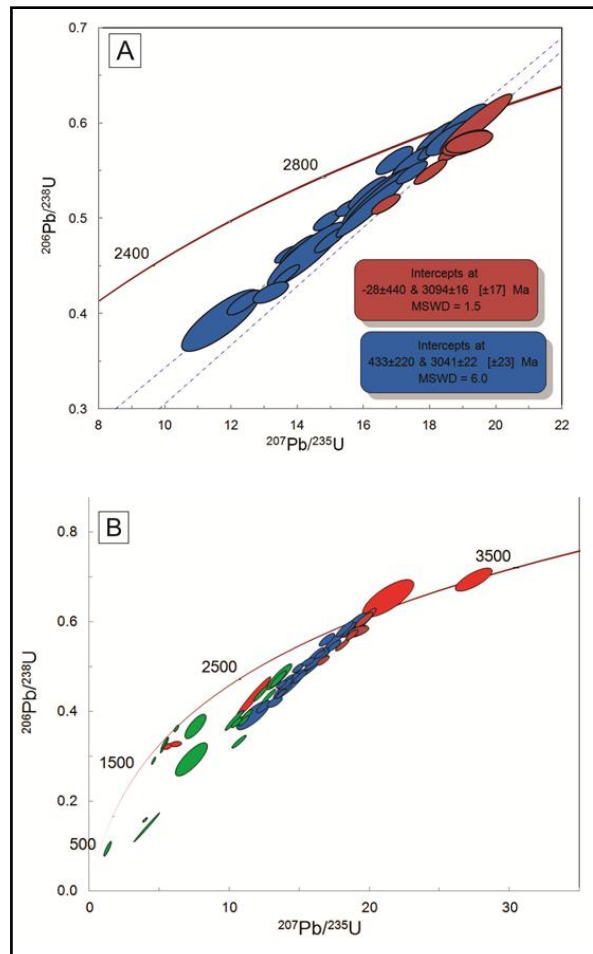 A
0.7
0.6
0.5
0.4
0.3
²⁰⁶Pb/²³⁸U
2800
2400
Intercepts at
-28±440 & 3094±16 [±17] Ma
MSWD = 1.5
Intercepts at
433±220 & 3041±22 [±23] Ma
MSWD = 6.0
8 10 12 14 16 18 20 22
²⁰⁷Pb/²³⁵U
B
0.8
0.6
0.4
0.2
0.0
²⁰⁶Pb/²³⁸U
3500
2500
1500
500
0 10 20 30
²⁰⁷Pb/²³⁵U